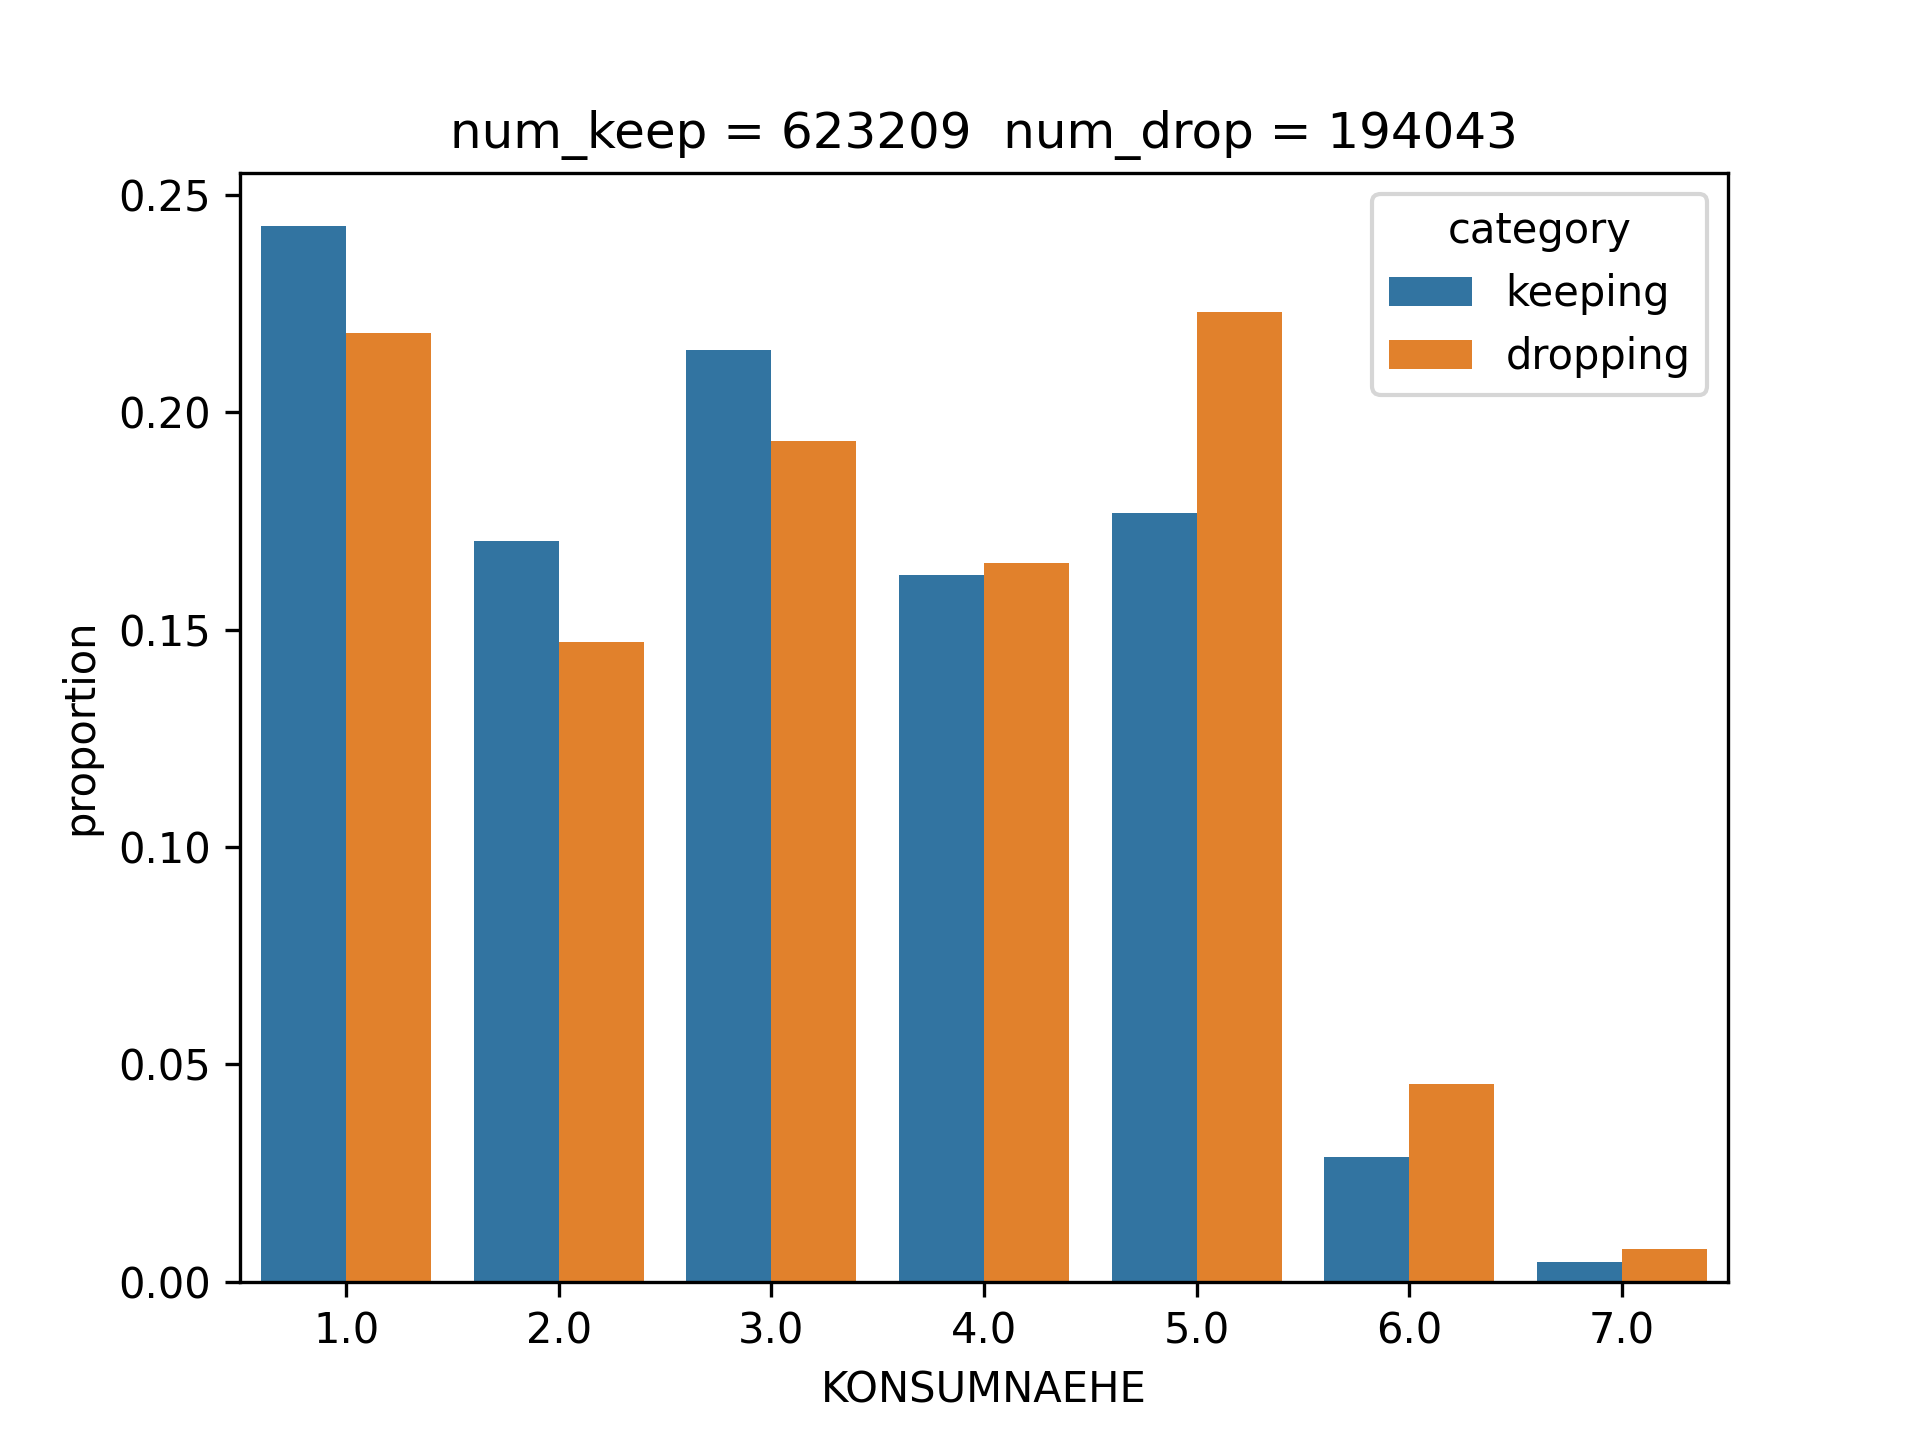 num_keep = 623209  num_drop = 194043
category
keeping
dropping
0.25
0.20
0.15
0.10
0.05
0.00
proportion
1.0 2.0 3.0 4.0 5.0 6.0 7.0
KONSUMNAEHE